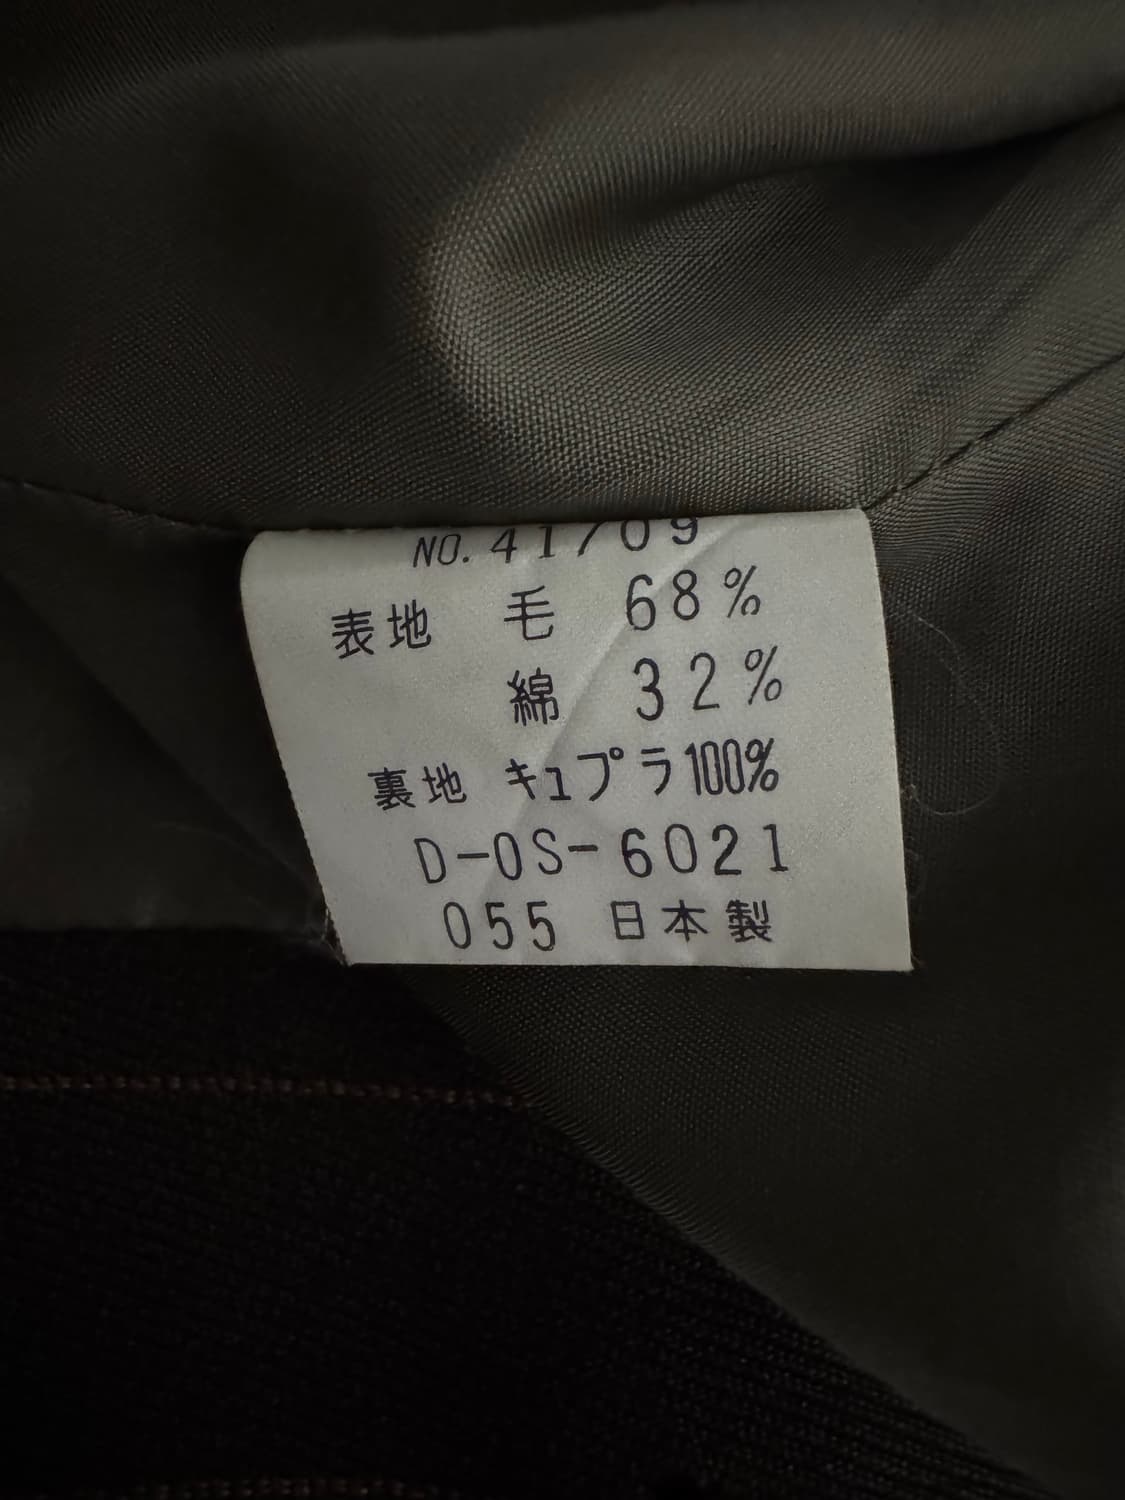 NO. 41709
表地 毛 68%
綿 32%
裏地 キュプラ100%
D-OS-6021
055 日本製